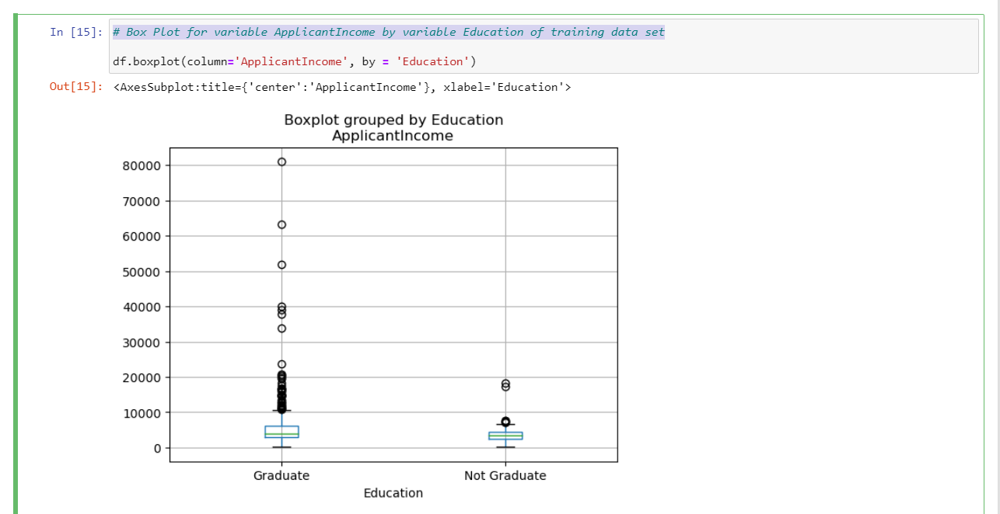 In [15]: # Box Plot for variable ApplicantIncome by variable Education of training data set
df.boxplot(column='ApplicantIncome', by = 'Education')
Out[15]: <AxesSubplot:title={'center':'ApplicantIncome'}, xlabel='Education'>
Boxplot grouped by Education
ApplicantIncome
80000
70000
60000
50000
40000
30000
20000
10000
0
Graduate Not Graduate
Education